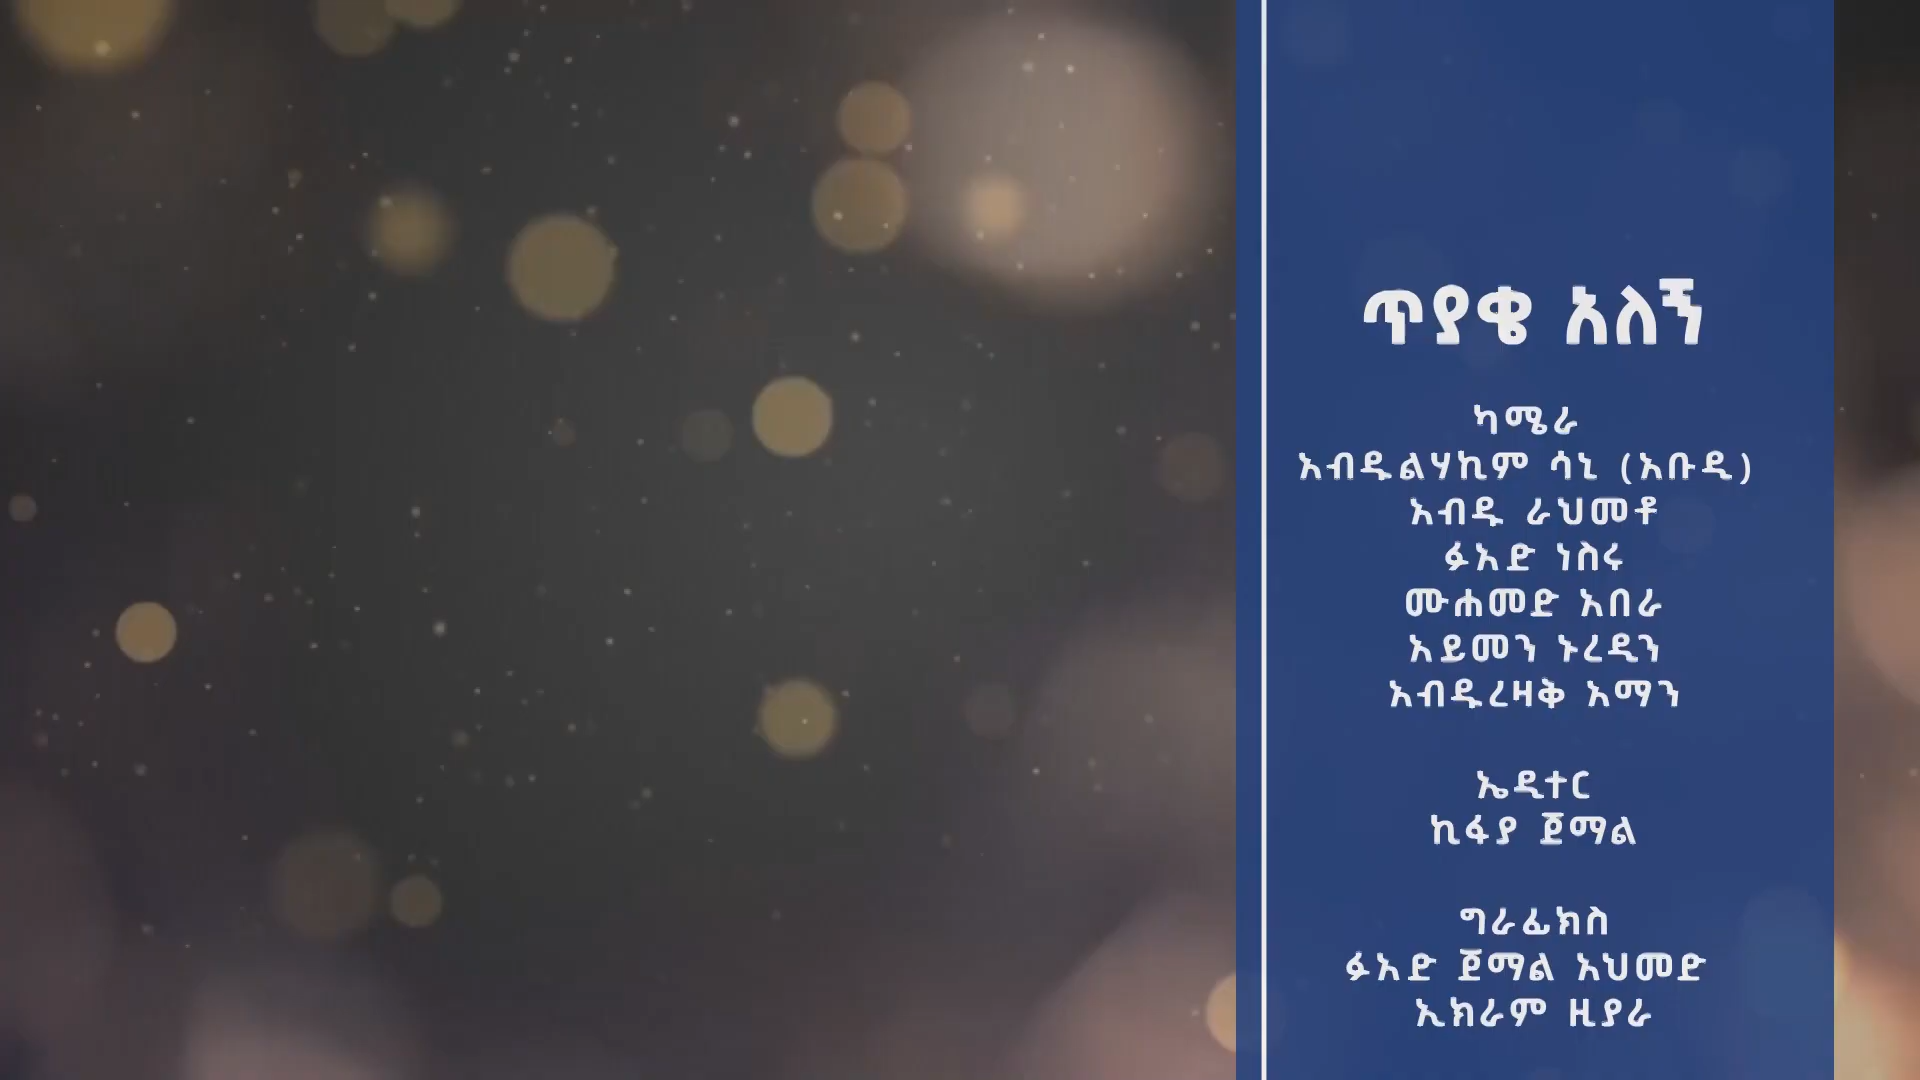 ጥያቄ አለኝ
ካሜራ
አብዱልሃኪም ሳኒ (አቡዲ)
አብዱ ራህመቶ
ፉአድ ነስሩ
ሙሐመድ አበራ
አይመን ኑረዲን
አብዱረዛቅ አማን
ኤዲተር
ኪፋያ ጀማል
ግራፊክስ
ፉአድ ጀማል አህመድ
ኢክራም ዚያራ